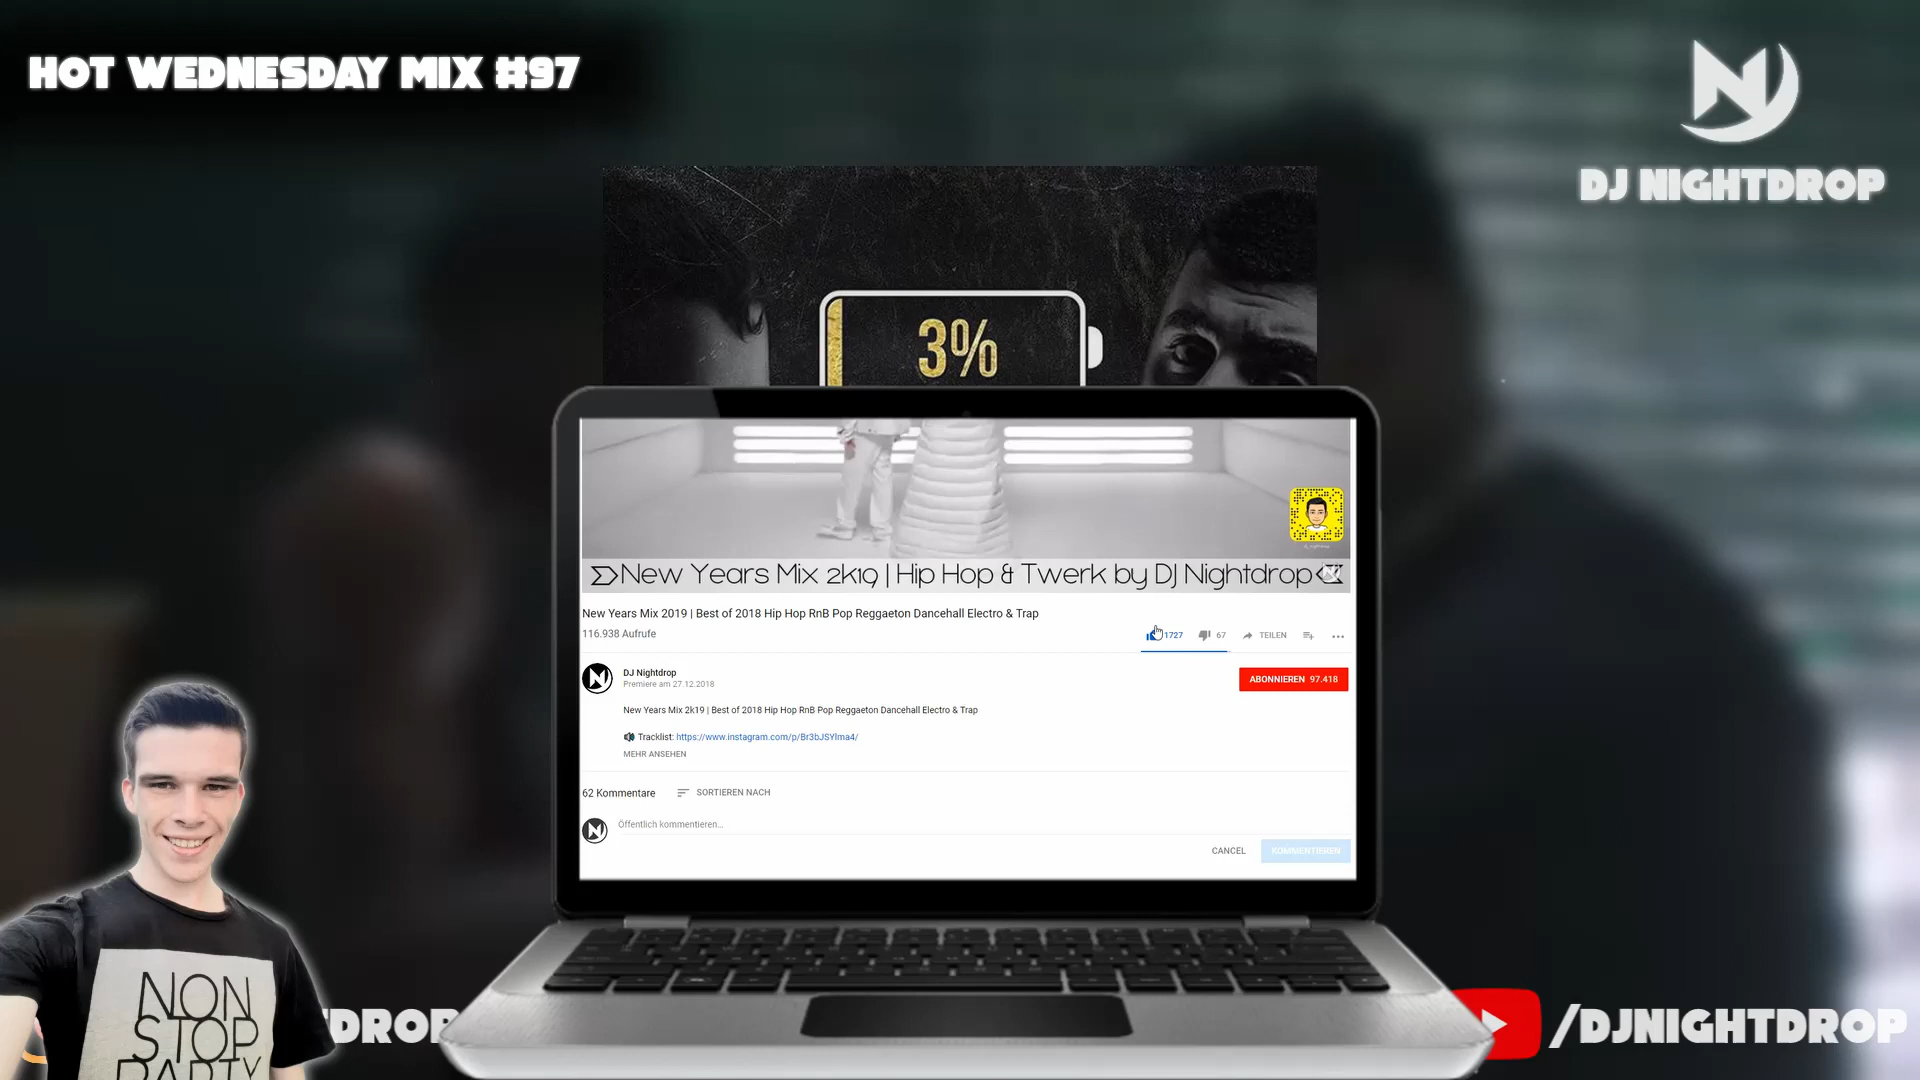 HOT WEDNESDAY MIX #97
DJ NIGHTDROP
3%
New Years Mix 2k19 | Hip Hop & Twerk by DJ Nightdrop
New Years Mix 2019 | Best of 2018 Hip Hop RnB Pop Reggaeton Dancehall Electro & Trap
116.938 Aufrufe
1727
67
TEILEN
DJ Nightdrop
Premiere am 27.12.2018
ABONNIEREN 97.418
New Years Mix 2k19 | Best of 2018 Hip Hop RnB Pop Reggaeton Dancehall Electro & Trap
Tracklist: https://www.instagram.com/p/Br3bJSYlma4/
MEHR ANSEHEN
62 Kommentare
SORTIEREN NACH
Öffentlich kommentieren...
CANCEL
KOMMENTIEREN
NON
STOP
PARTY
TDROP
/DJNIGHTDROP